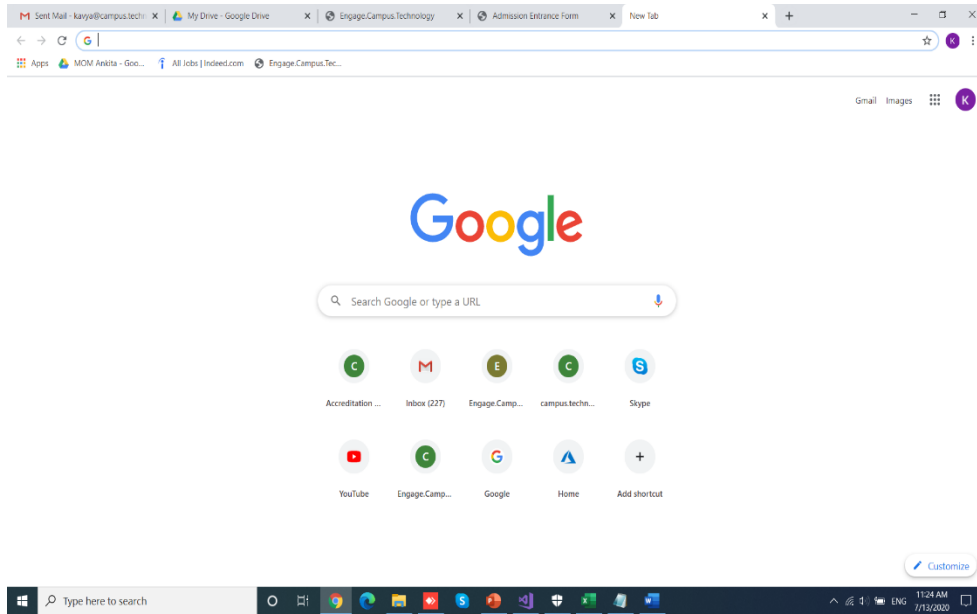 Sent Mail - kavya@campus.techn
My Drive - Google Drive
Engage.Campus.Technology
Admission Entrance Form
New Tab
Apps
MOM Ankita - Goo...
All Jobs | Indeed.com
Engage.Campus.Tec...
Gmail Images
K
Google
Search Google or type a URL
C
M
E
C
S
Accreditation ...
Inbox (227)
Engage.Camp...
campus.techn...
Skype
C
G
YouTube
Engage.Camp...
Google
Home
Add shortcut
Customize
Type here to search
ENG
11:24 AM
7/13/2020